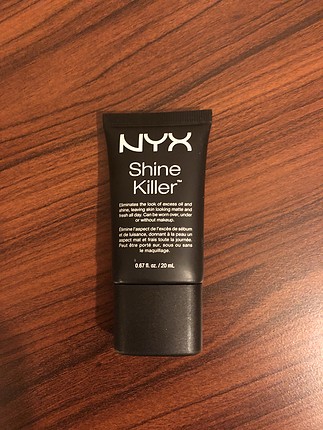 NYX
Shine
Killer™
Eliminates the look of excess oil and
shine, leaving skin looking matte and
fresh all day. Can be worn over, under
or without makeup.
Élimine l'aspect de l'excès de sébum
et de luisance, donnant à la peau un
aspect mat et frais toute la journée.
Peut être porté sur, sous ou sans
le maquillage.
0.67 fl. oz. / 20 mL